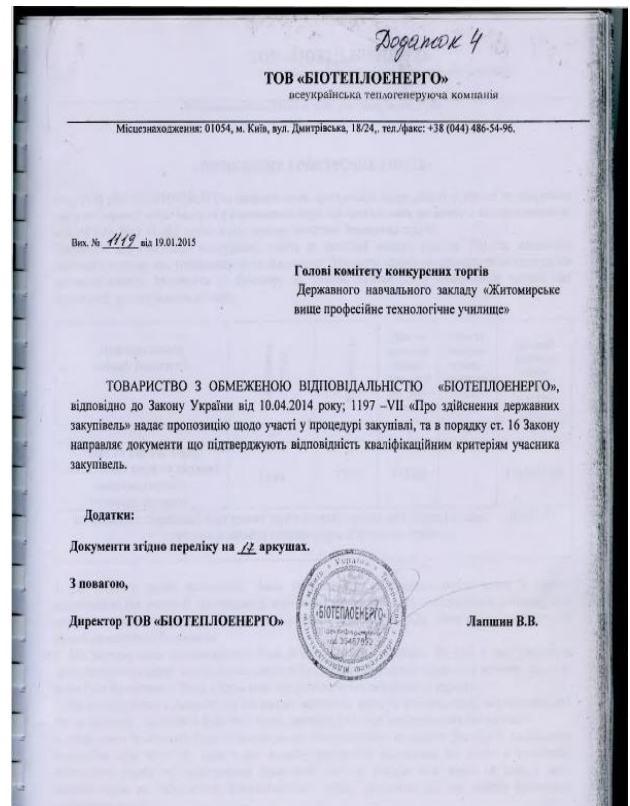 Додаток 4
ТОВ «БІОТЕПЛОЕНЕРГО»
всеукраїнська теплогенеруюча компанія
Місцезнаходження: 01054, м. Київ, вул. Дмитрівська, 18/24,. тел./факс: +38 (044) 486-54-96.
Вих. № 1119 від 19.01.2015
Голові комітету конкурсних торгів
Державного навчального закладу «Житомирське
вище професійне технологічне училище»
ТОВАРИСТВО З ОБМЕЖЕНОЮ ВІДПОВІДАЛЬНІСТЮ «БІОТЕПЛОЕНЕРГО»,
відповідно до Закону України від 10.04.2014 року; 1197 –VII «Про здійснення державних
закупівель» надає пропозицію щодо участі у процедурі закупівлі, та в порядку ст. 16 Закону
направляє документи що підтверджують відповідність кваліфікаційним критеріям учасника
закупівель.
Додатки:
Документи згідно переліку на 17 аркушах.
З повагою,
Директор ТОВ «БІОТЕПЛОЕНЕРГО»
«БІОТЕПЛОЕНЕРГО»
Лапшин В.В.